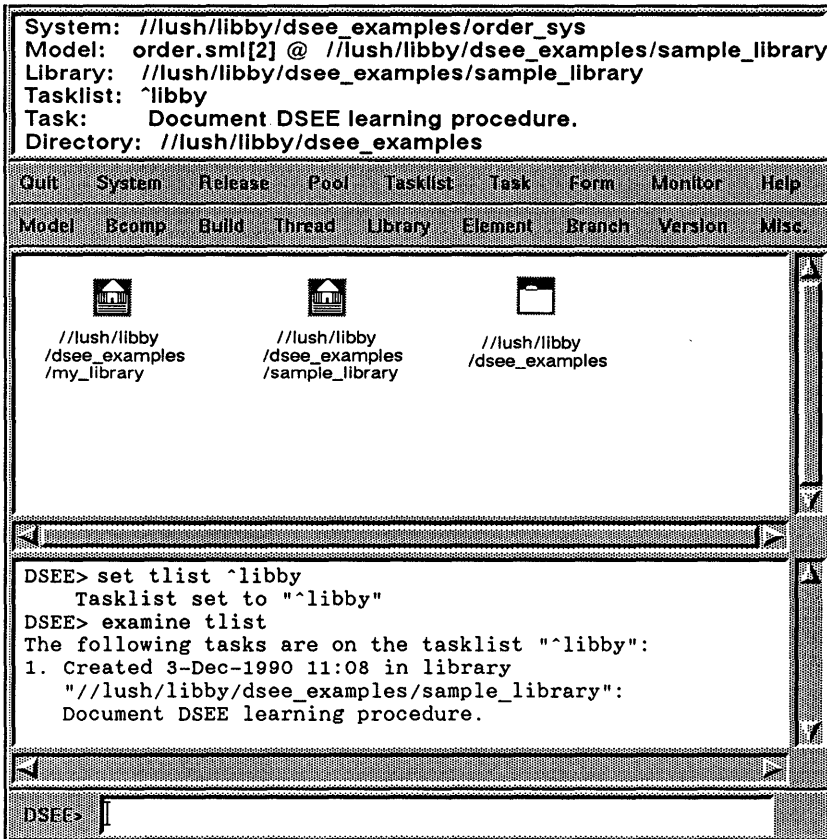 System: //lush/libby/dsee_examples/order_sys
Model: order.sml[2] @ //lush/libby/dsee_examples/sample_library
Library: //lush/libby/dsee_examples/sample_library
Tasklist: ^libby
Task: Document DSEE learning procedure.
Directory: //lush/libby/dsee_examples
Quit System Release Pool Tasklist Task Form Monitor Help
Model Bcomp Build Thread Library Element Branch Version Misc.
//lush/libby
/dsee_examples
/my_library
//lush/libby
/dsee_examples
/sample_library
//lush/libby
/dsee_examples
DSEE> set tlist ^libby
Tasklist set to "^libby"
DSEE> examine tlist
The following tasks are on the tasklist "^libby":
1. Created 3-Dec-1990 11:08 in library
"//lush/libby/dsee_examples/sample_library":
Document DSEE learning procedure.
DSEE>